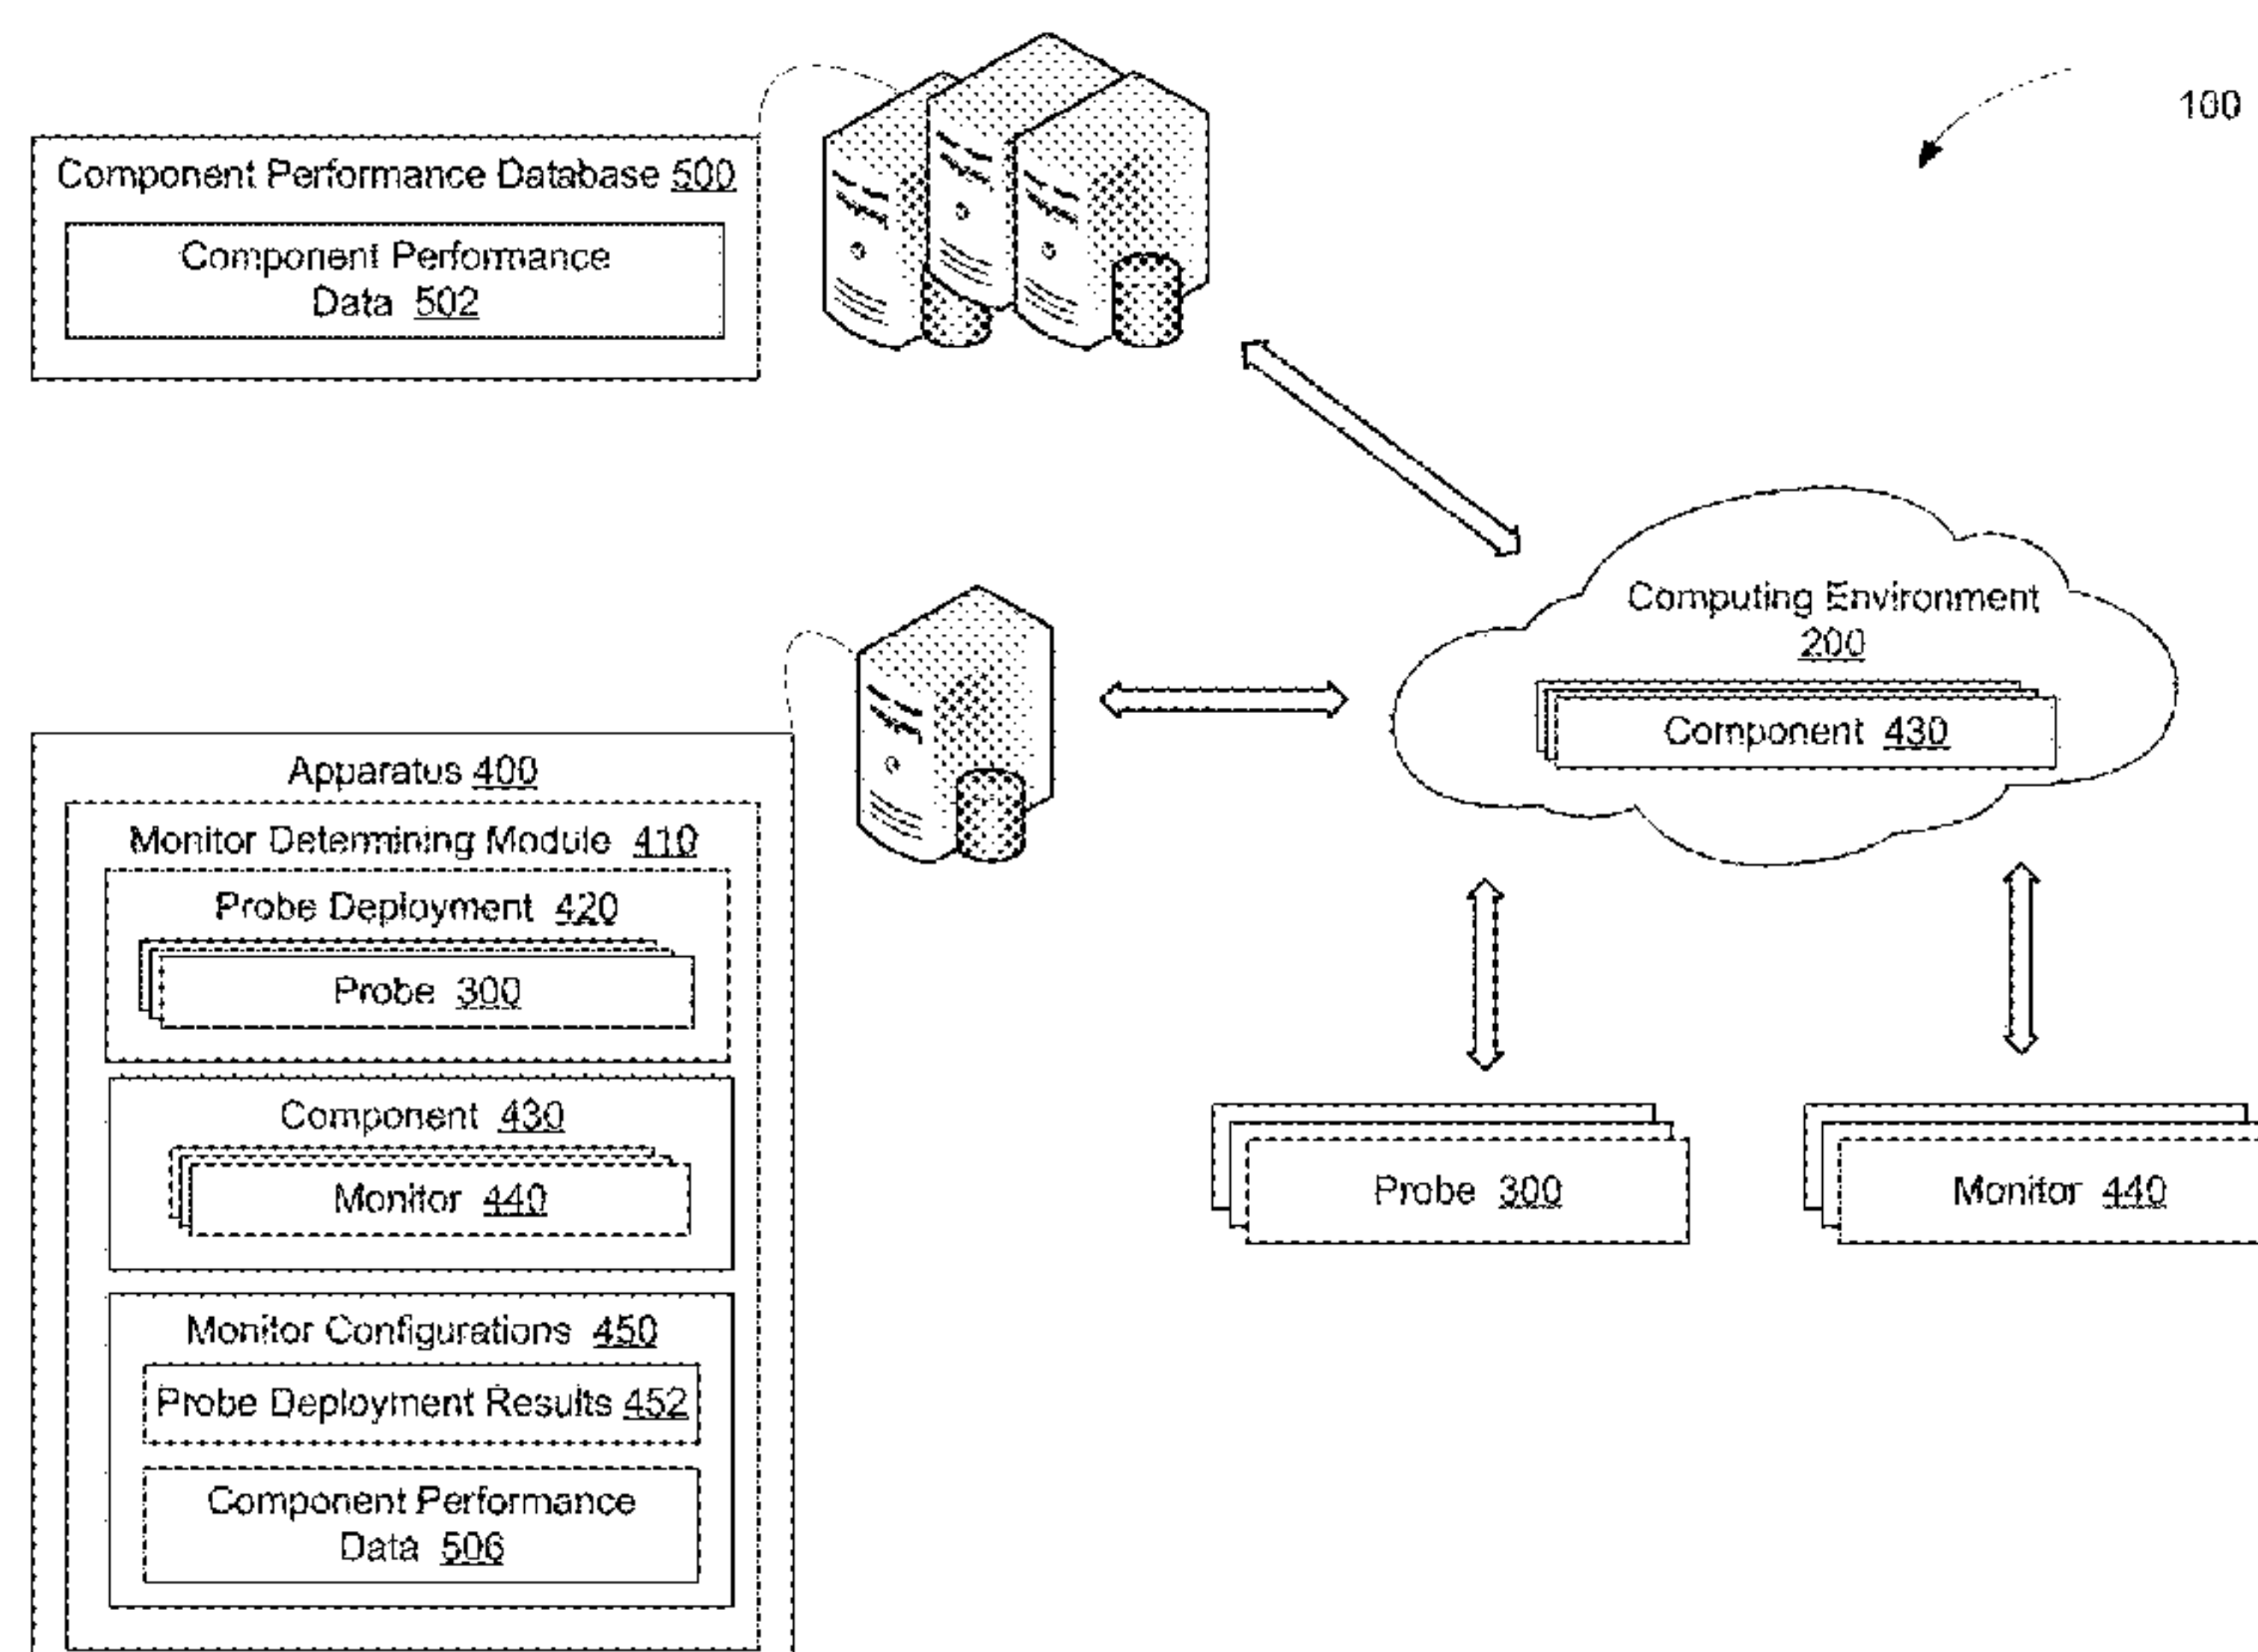 100
Component Performance Database 500
Component Performance
Data 502
Computing Environment
200
Component 430
Apparatus 400
Monitor Determining Module 410
Probe Deployment 420
Probe 300
Component 430
Monitor 440
Monitor Configurations 450
Probe Deployment Results 452
Component Performance
Data 506
Probe 300
Monitor 440